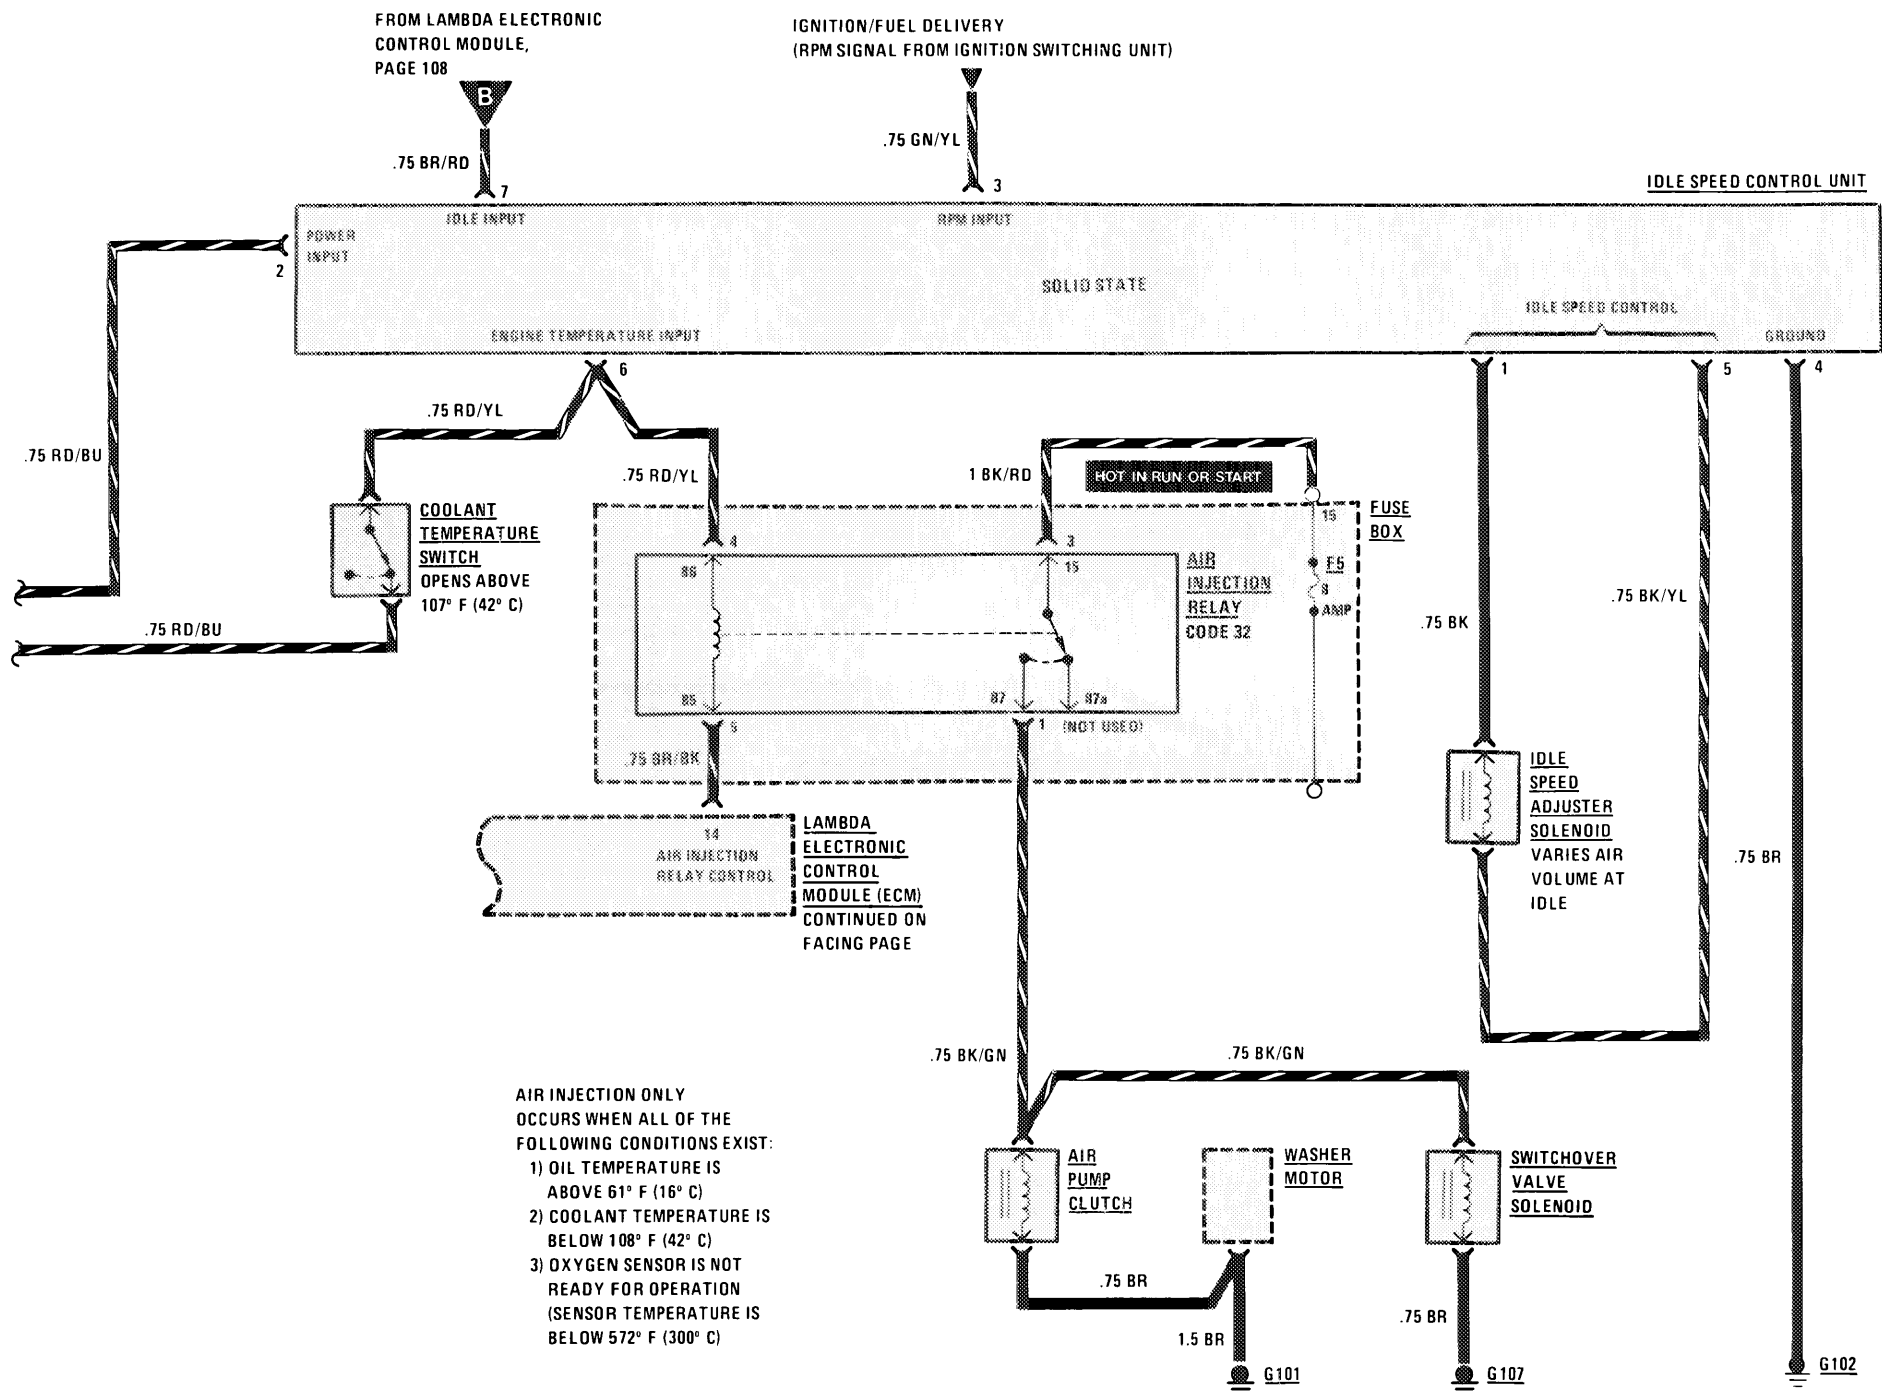 FROM LAMBDA ELECTRONIC
CONTROL MODULE,
PAGE 108
B
.75 BR/RD
7
IGNITION/FUEL DELIVERY
(RPM SIGNAL FROM IGNITION SWITCHING UNIT)
.75 GN/YL
3
IDLE SPEED CONTROL UNIT
IDLE INPUT
RPM INPUT
POWER
INPUT
2
SOLID STATE
IDLE SPEED CONTROL
ENGINE TEMPERATURE INPUT
GROUND
6
1
5
4
.75 RD/YL
.75 RD/BU
.75 RD/YL
1 BK/RD
HOT IN RUN OR START
COOLANT
TEMPERATURE
SWITCH
OPENS ABOVE
107° F (42° C)
.75 RD/BU
15
FUSE
BOX
4
3
86
15
AIR
INJECTION
RELAY
CODE 32
F5
8
AMP
.75 BK
.75 BK/YL
85
87
87a
5
1
(NOT USED)
.75 BR/BK
14
AIR INJECTION
RELAY CONTROL
LAMBDA
ELECTRONIC
CONTROL
MODULE (ECM)
CONTINUED ON
FACING PAGE
IDLE
SPEED
ADJUSTER
SOLENOID
VARIES AIR
VOLUME AT
IDLE
.75 BR
.75 BK/GN
.75 BK/GN
AIR INJECTION ONLY
OCCURS WHEN ALL OF THE
FOLLOWING CONDITIONS EXIST:
1) OIL TEMPERATURE IS
ABOVE 61° F (16° C)
2) COOLANT TEMPERATURE IS
BELOW 108° F (42° C)
3) OXYGEN SENSOR IS NOT
READY FOR OPERATION
(SENSOR TEMPERATURE IS
BELOW 572° F (300° C)
AIR
PUMP
CLUTCH
WASHER
MOTOR
SWITCHOVER
VALVE
SOLENOID
.75 BR
1.5 BR
.75 BR
G101
G107
G102